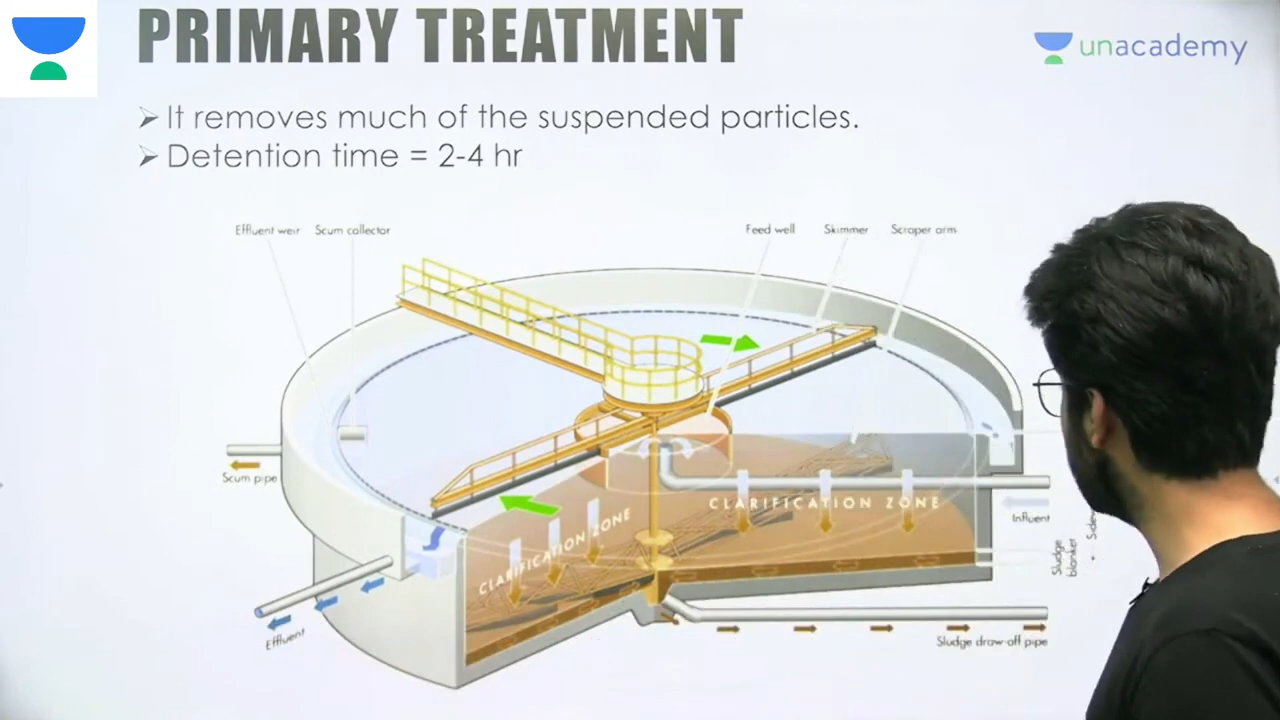 PRIMARY TREATMENT
unacademy
➢ It removes much of the suspended particles.
➢ Detention time = 2-4 hr
Effluent weir
Scum collector
Feed well
Skimmer
Scraper arm
Scum pipe
CLARIFICATION ZONE
CLARIFICATION ZONE
Influent
Sludge
blanket
Effluent
Sludge draw-off pipe